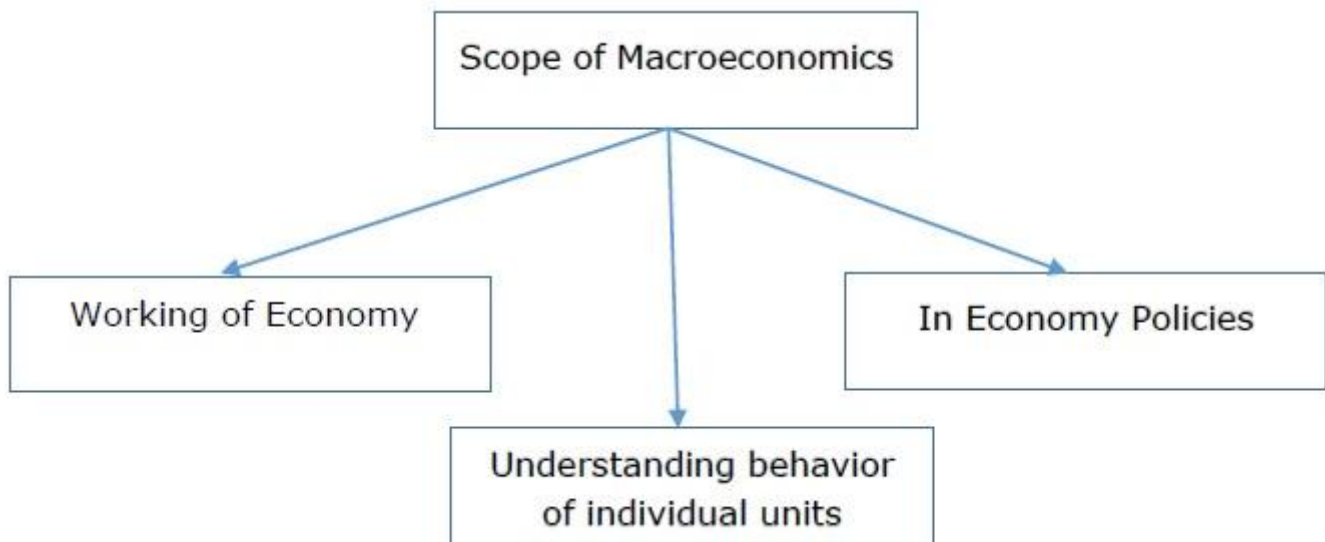 Scope of Macroeconomics
Working of Economy
In Economy Policies
Understanding behavior
of individual units